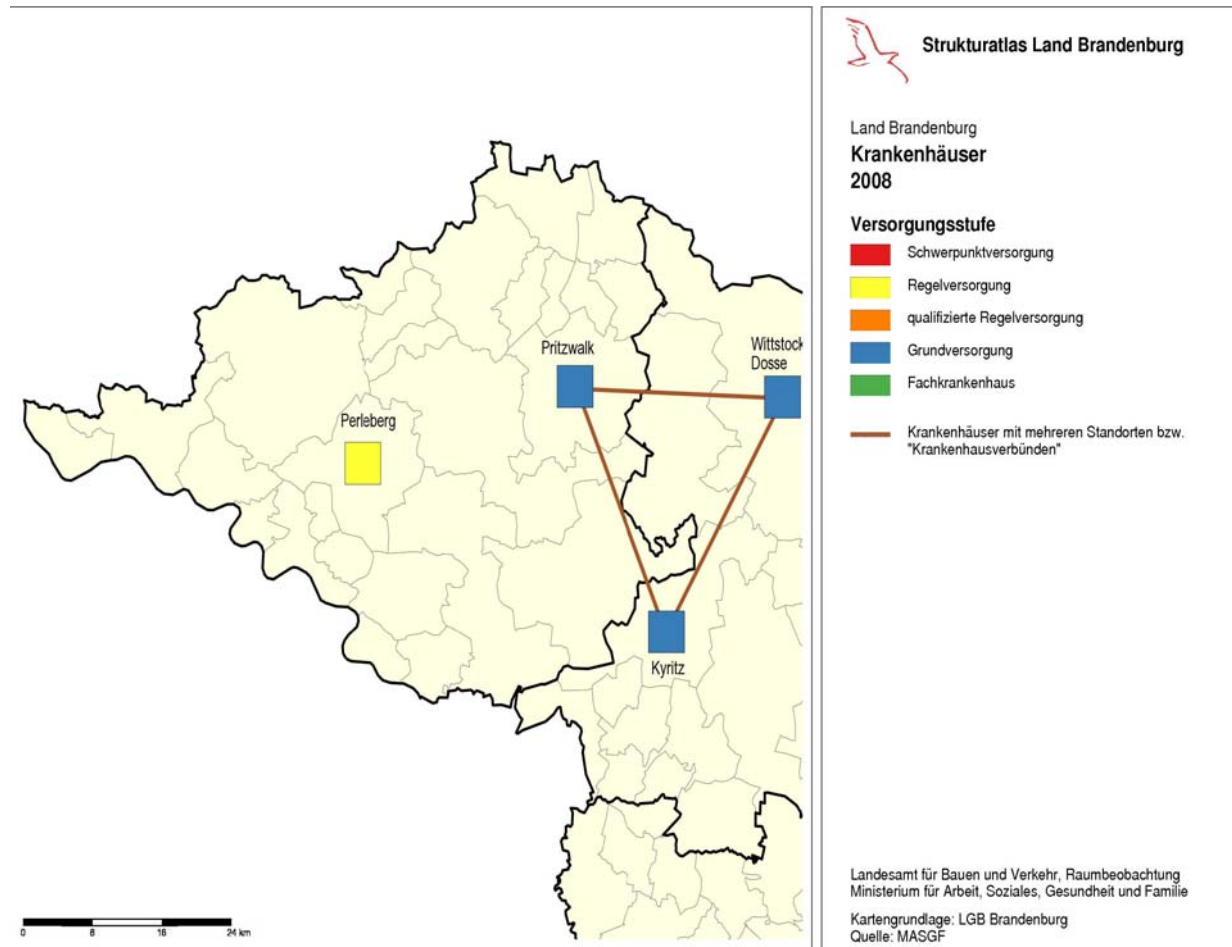 Strukturatlas Land Brandenburg
Land Brandenburg
Krankenhäuser
2008
Versorgungsstufe
Schwerpunktversorgung
Regelversorgung
qualifizierte Regelversorgung
Grundversorgung
Fachkrankenhaus
Krankenhäuser mit mehreren Standorten bzw.
"Krankenhausverbünden"
Pritzwalk
Wittstock
Dosse
Perleberg
Kyritz
0 8 16 24 km
Landesamt für Bauen und Verkehr, Raumbeobachtung
Ministerium für Arbeit, Soziales, Gesundheit und Familie
Kartengrundlage: LGB Brandenburg
Quelle: MASGF